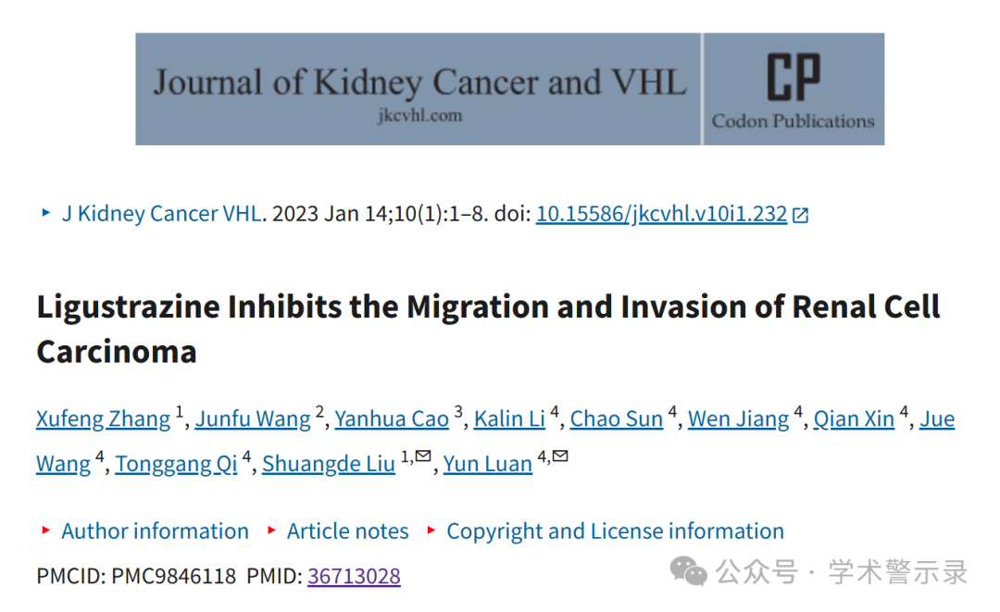 Journal of Kidney Cancer and VHL
jkcvhl.com
CP
Codon Publications
J Kidney Cancer VHL. 2023 Jan 14;10(1):1–8. doi: 10.15586/jkcvhl.v10i1.232
Ligustrazine Inhibits the Migration and Invasion of Renal Cell
Carcinoma
Xufeng Zhang 1, Junfu Wang 2, Yanhua Cao 3, Kalin Li 4, Chao Sun 4, Wen Jiang 4, Qian Xin 4, Jue
Wang 4, Tonggang Qi 4, Shuangde Liu 1,✉, Yun Luan 4,✉
Author information Article notes Copyright and License information
PMCID: PMC9846118 PMID: 36713028
公众号 · 学术警示录